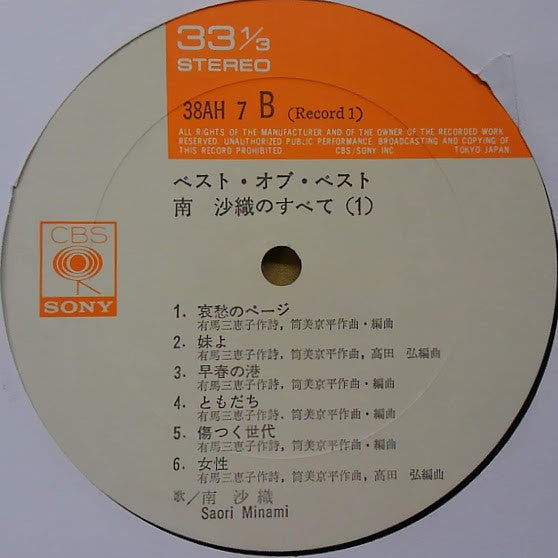 33 1/3
STEREO
38AH 7 B (Record 1)
ALL RIGHTS OF THE MANUFACTURER AND OF THE OWNER OF THE RECORDED WORK
RESERVED. UNAUTHORIZED PUBLIC PERFORMANCE, BROADCASTING AND COPYING OF
THIS RECORD PROHIBITED. CBS/SONY INC. TOKYO JAPAN
ベスト・オブ・ベスト
南 沙織のすべて(1)
CBS
SONY
1. 哀愁のページ
有馬三恵子作詩, 筒美京平作曲・編曲
2. 妹よ
有馬三恵子作詩, 筒美京平作曲, 高田 弘編曲
3. 早春の港
有馬三恵子作詩, 筒美京平作曲・編曲
4. ともだち
有馬三恵子作詩, 筒美京平作曲・編曲
5. 傷つく世代
有馬三恵子作詩, 筒美京平作曲・編曲
6. 女性
有馬三恵子作詩, 筒美京平作曲, 高田 弘編曲
歌/南 沙織
Saori Minami